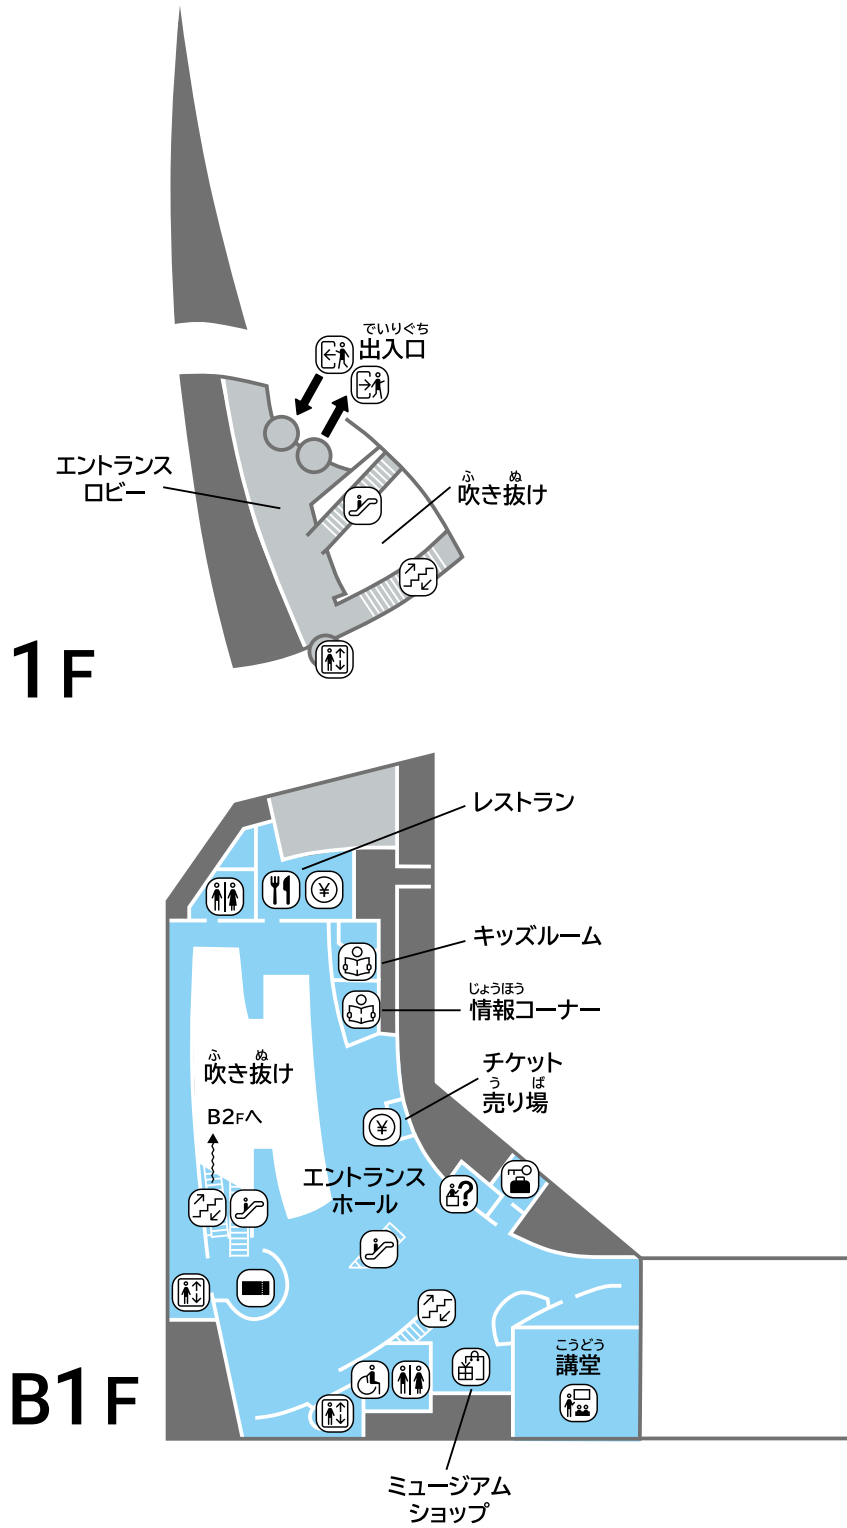 でいりぐち
出入口
エントランス
ロビー
ふ ぬ
吹き抜け
1F
レストラン
¥
キッズルーム
じょうほう
情報コーナー
ふ ぬ
吹き抜け
チケット
う ば
売り場
¥
B2Fへ
エントランス
ホール
?
こうどう
講堂
B1F
ミュージアム
ショップ